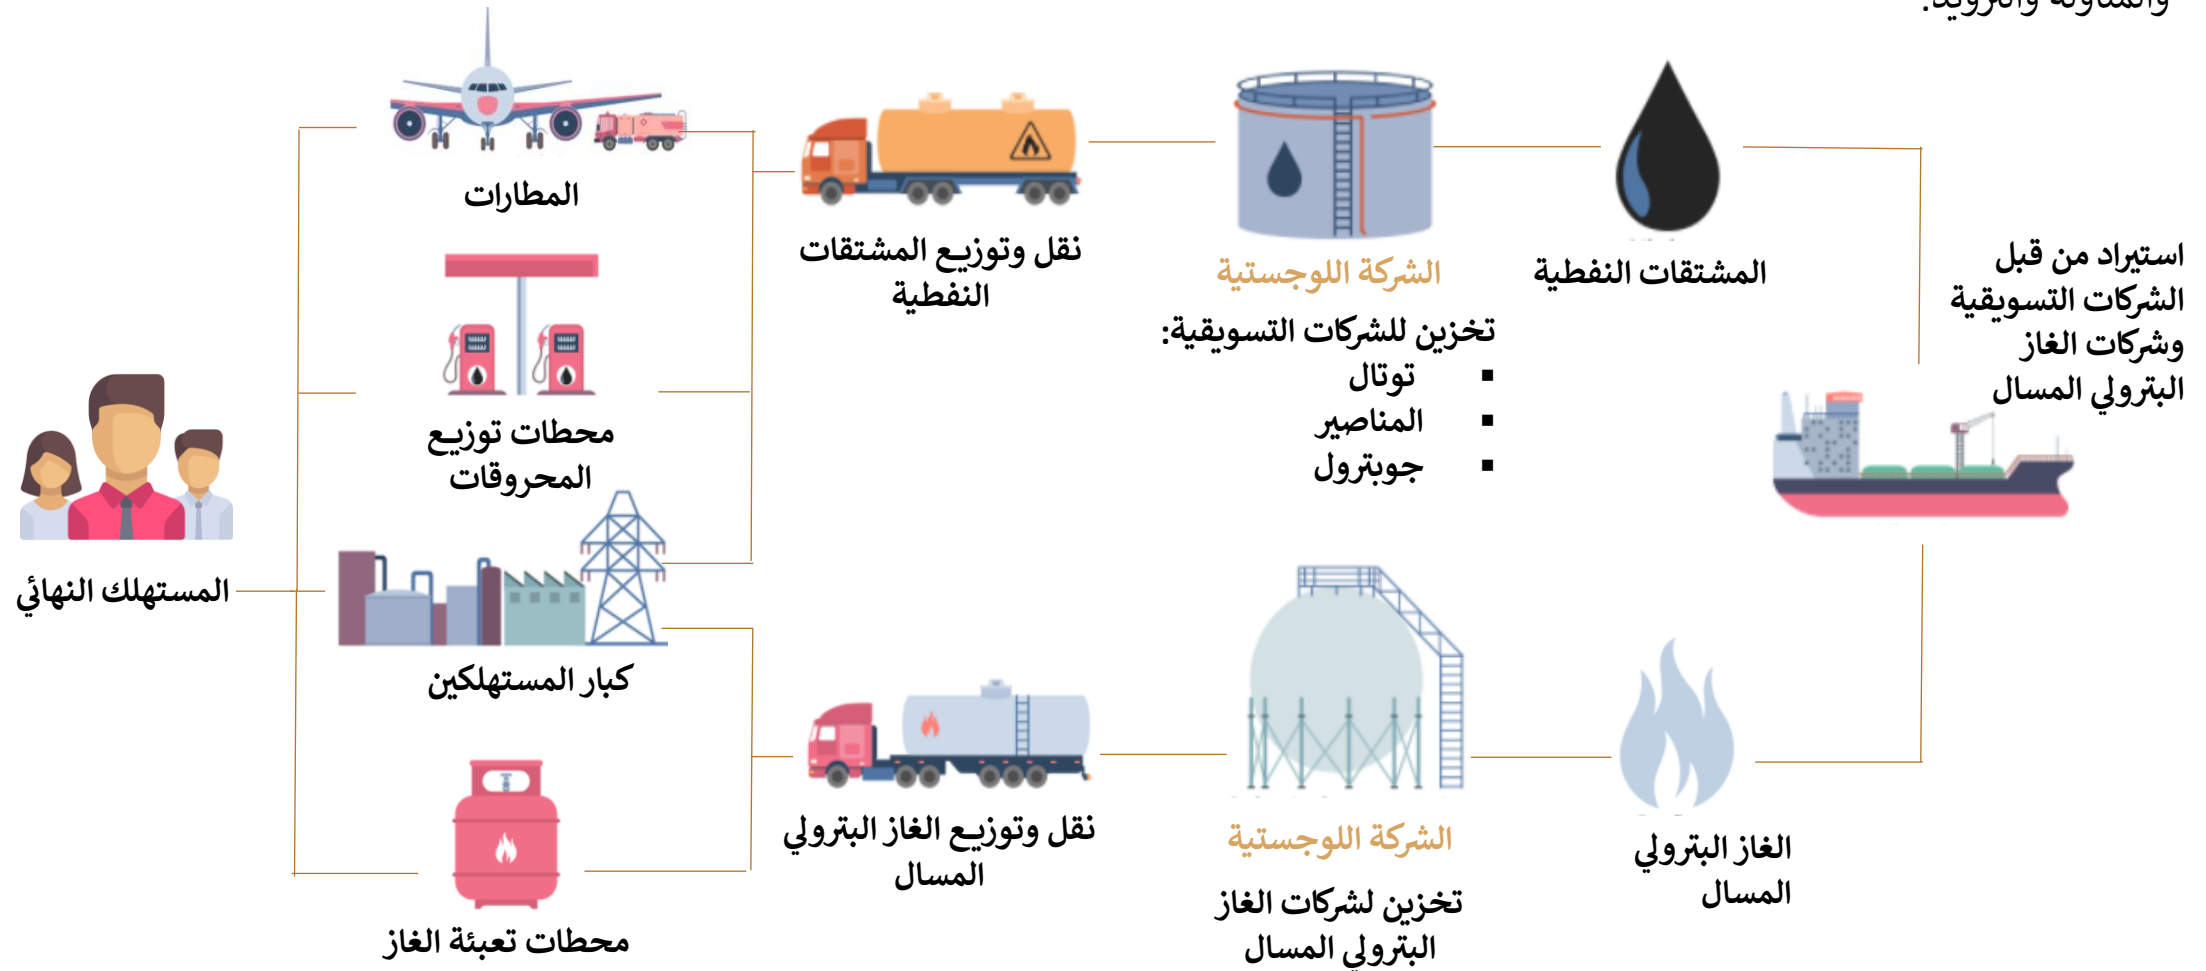 والمناولة والتزويد.
استيراد من قبل
الشركات التسويقية
وشركات الغاز
البترولي المسال
المشتقات النفطية
الشركة اللوجستية
تخزين للشركات التسويقية:
▪ توتال
▪ المناصير
▪ جوبترول
نقل وتوزيع المشتقات
النفطية
المطارات
محطات توزيع
المحروقات
كبار المستهلكين
المستهلك النهائي
الغاز البترولي
المسال
الشركة اللوجستية
تخزين لشركات الغاز
البترولي المسال
نقل وتوزيع الغاز البترولي
المسال
محطات تعبئة الغاز